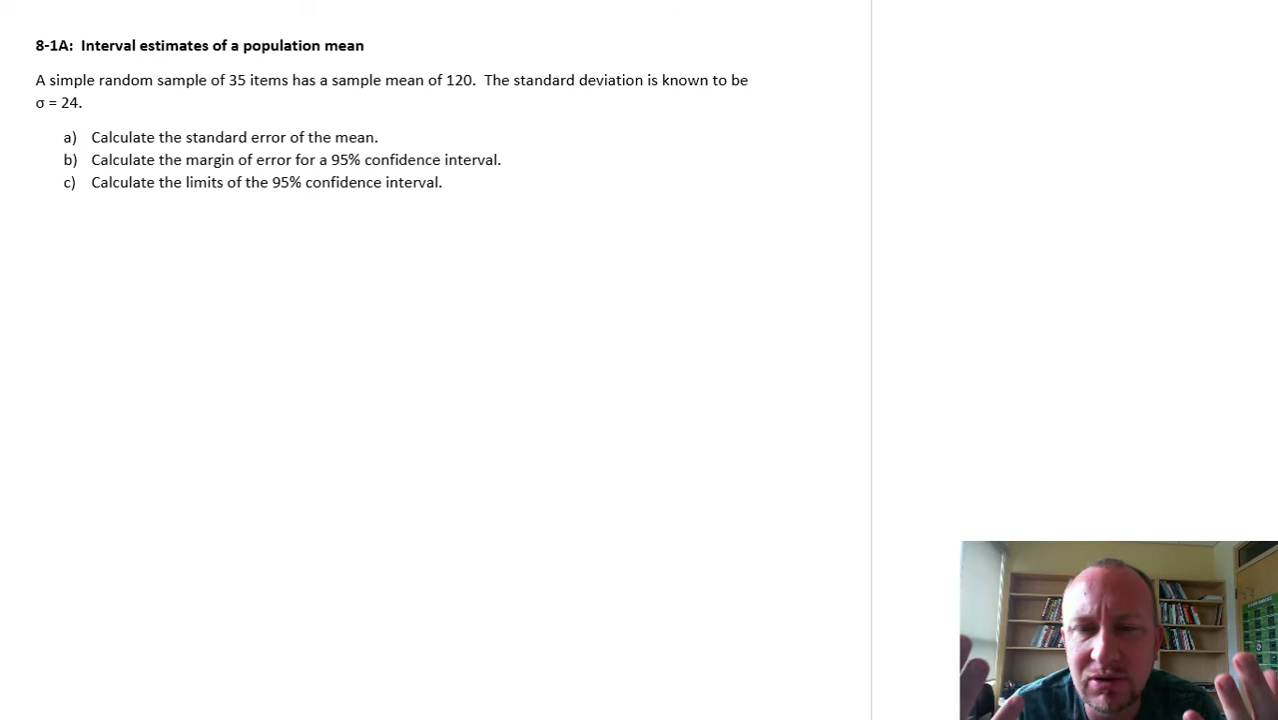 8-1A: Interval estimates of a population mean
A simple random sample of 35 items has a sample mean of 120. The standard deviation is known to be
σ = 24.
a) Calculate the standard error of the mean.
b) Calculate the margin of error for a 95% confidence interval.
c) Calculate the limits of the 95% confidence interval.